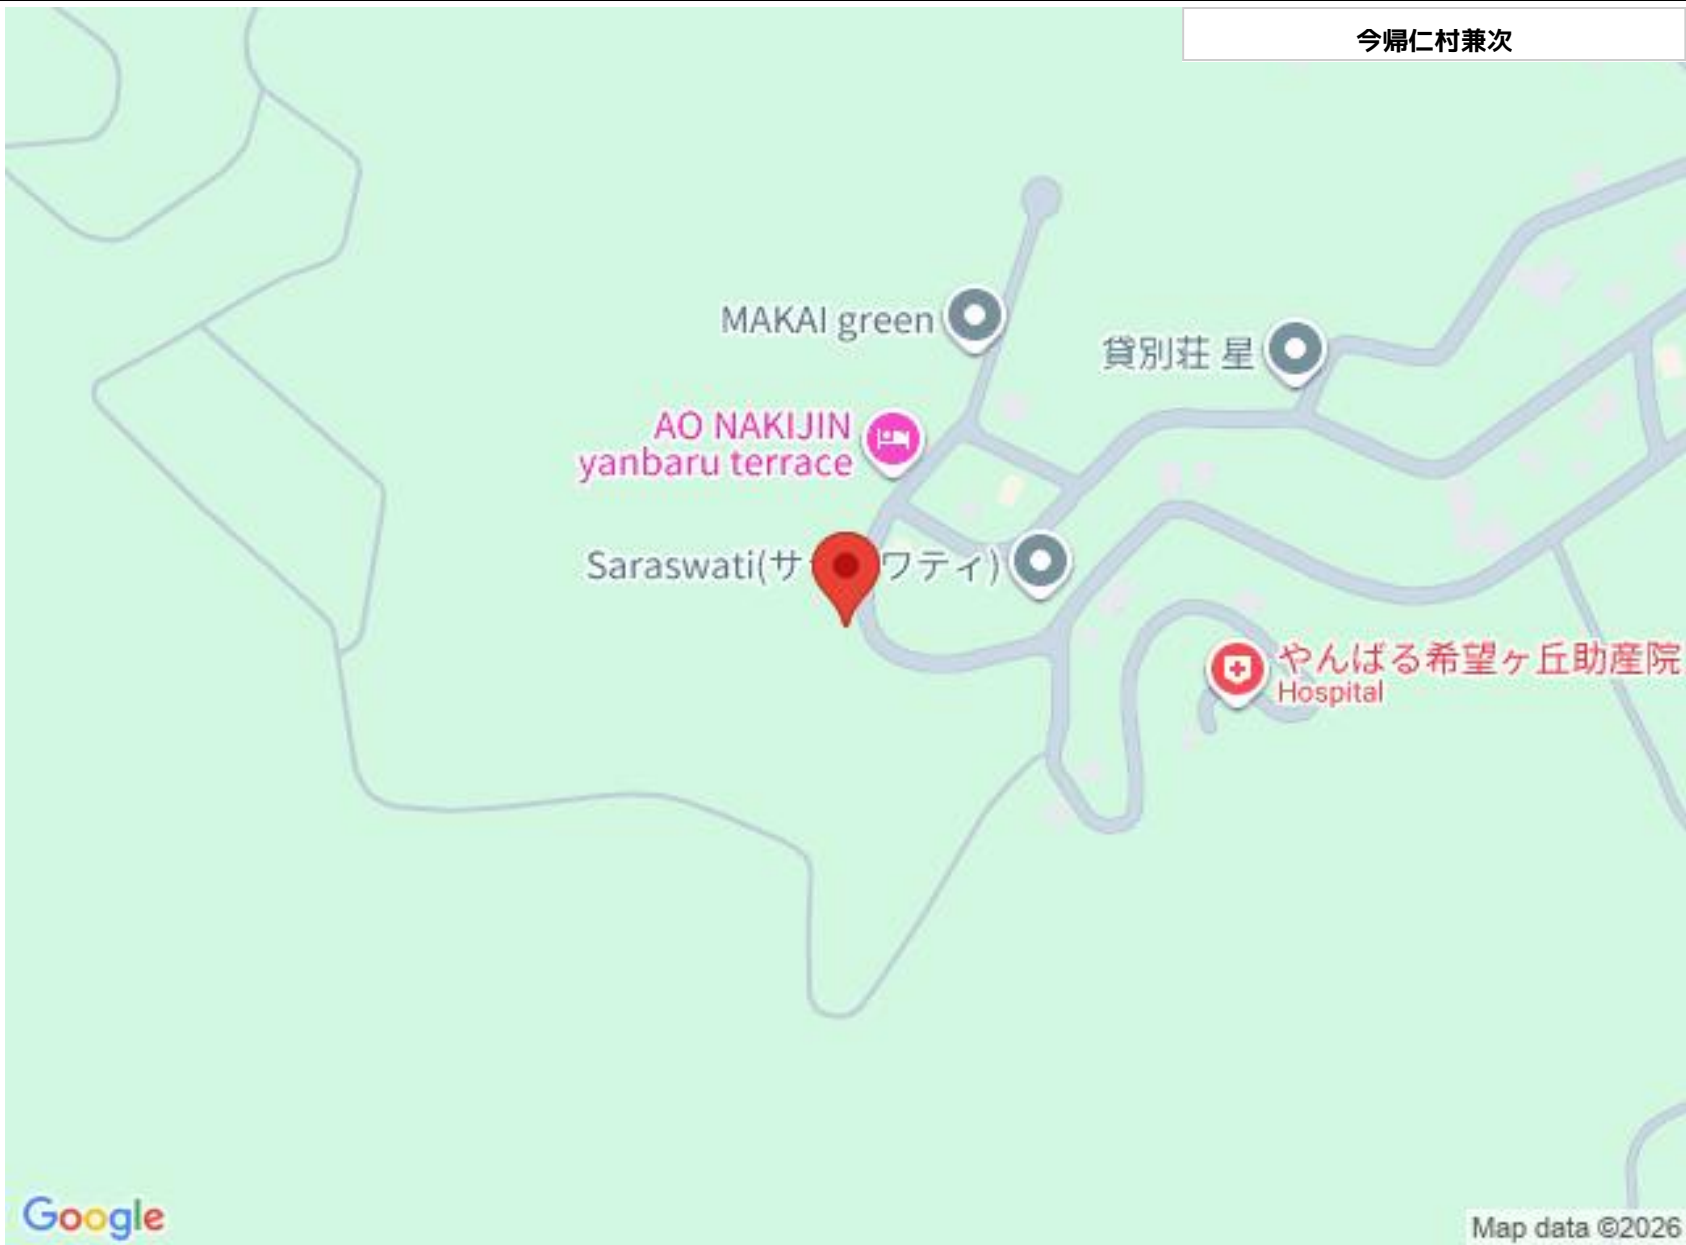 今帰仁村兼次
MAKAI green
貸別荘 星
AO NAKIJIN
yanbaru terrace
Saraswati(サ ワティ)
やんばる希望ヶ丘助産院
Hospital
Google
Map data ©2026